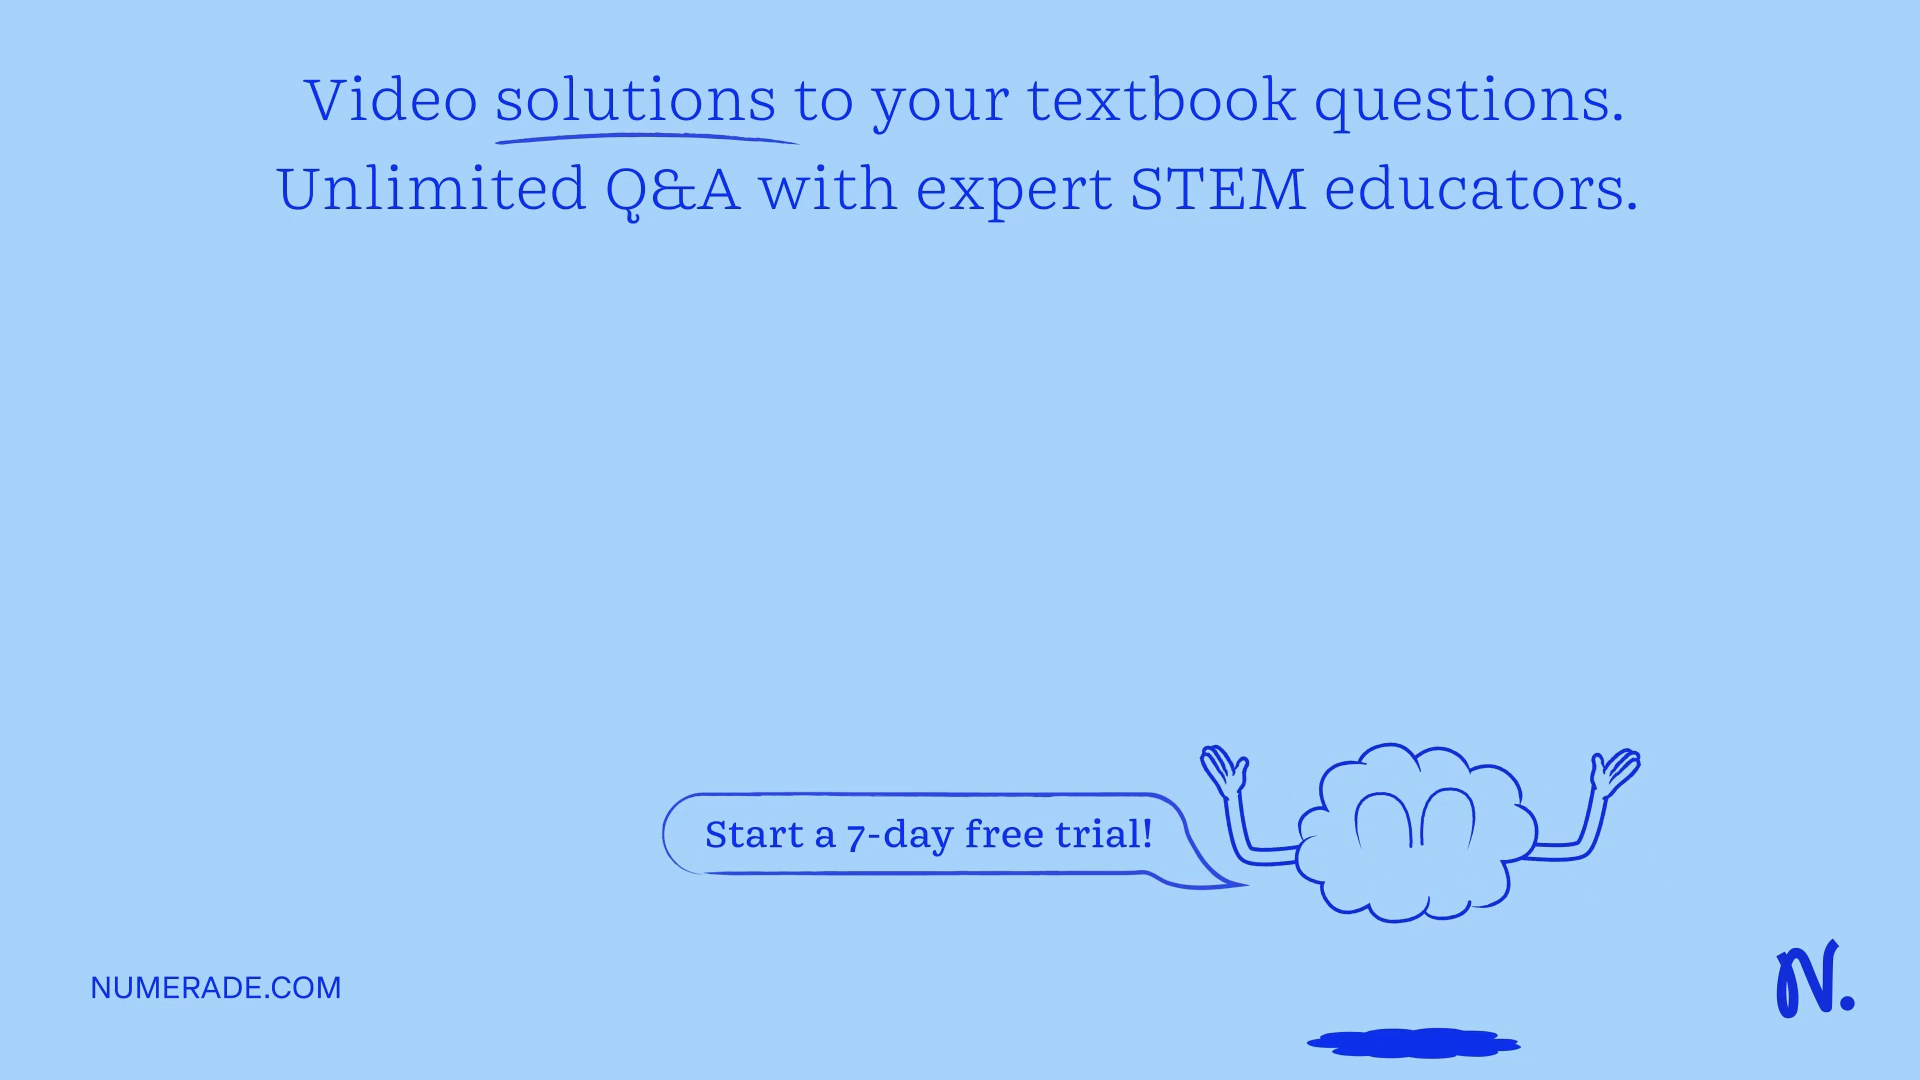 Video solutions to your textbook questions.
Unlimited Q&A with expert STEM educators.
Start a 7-day free trial!
NUMERADE.COM
N.